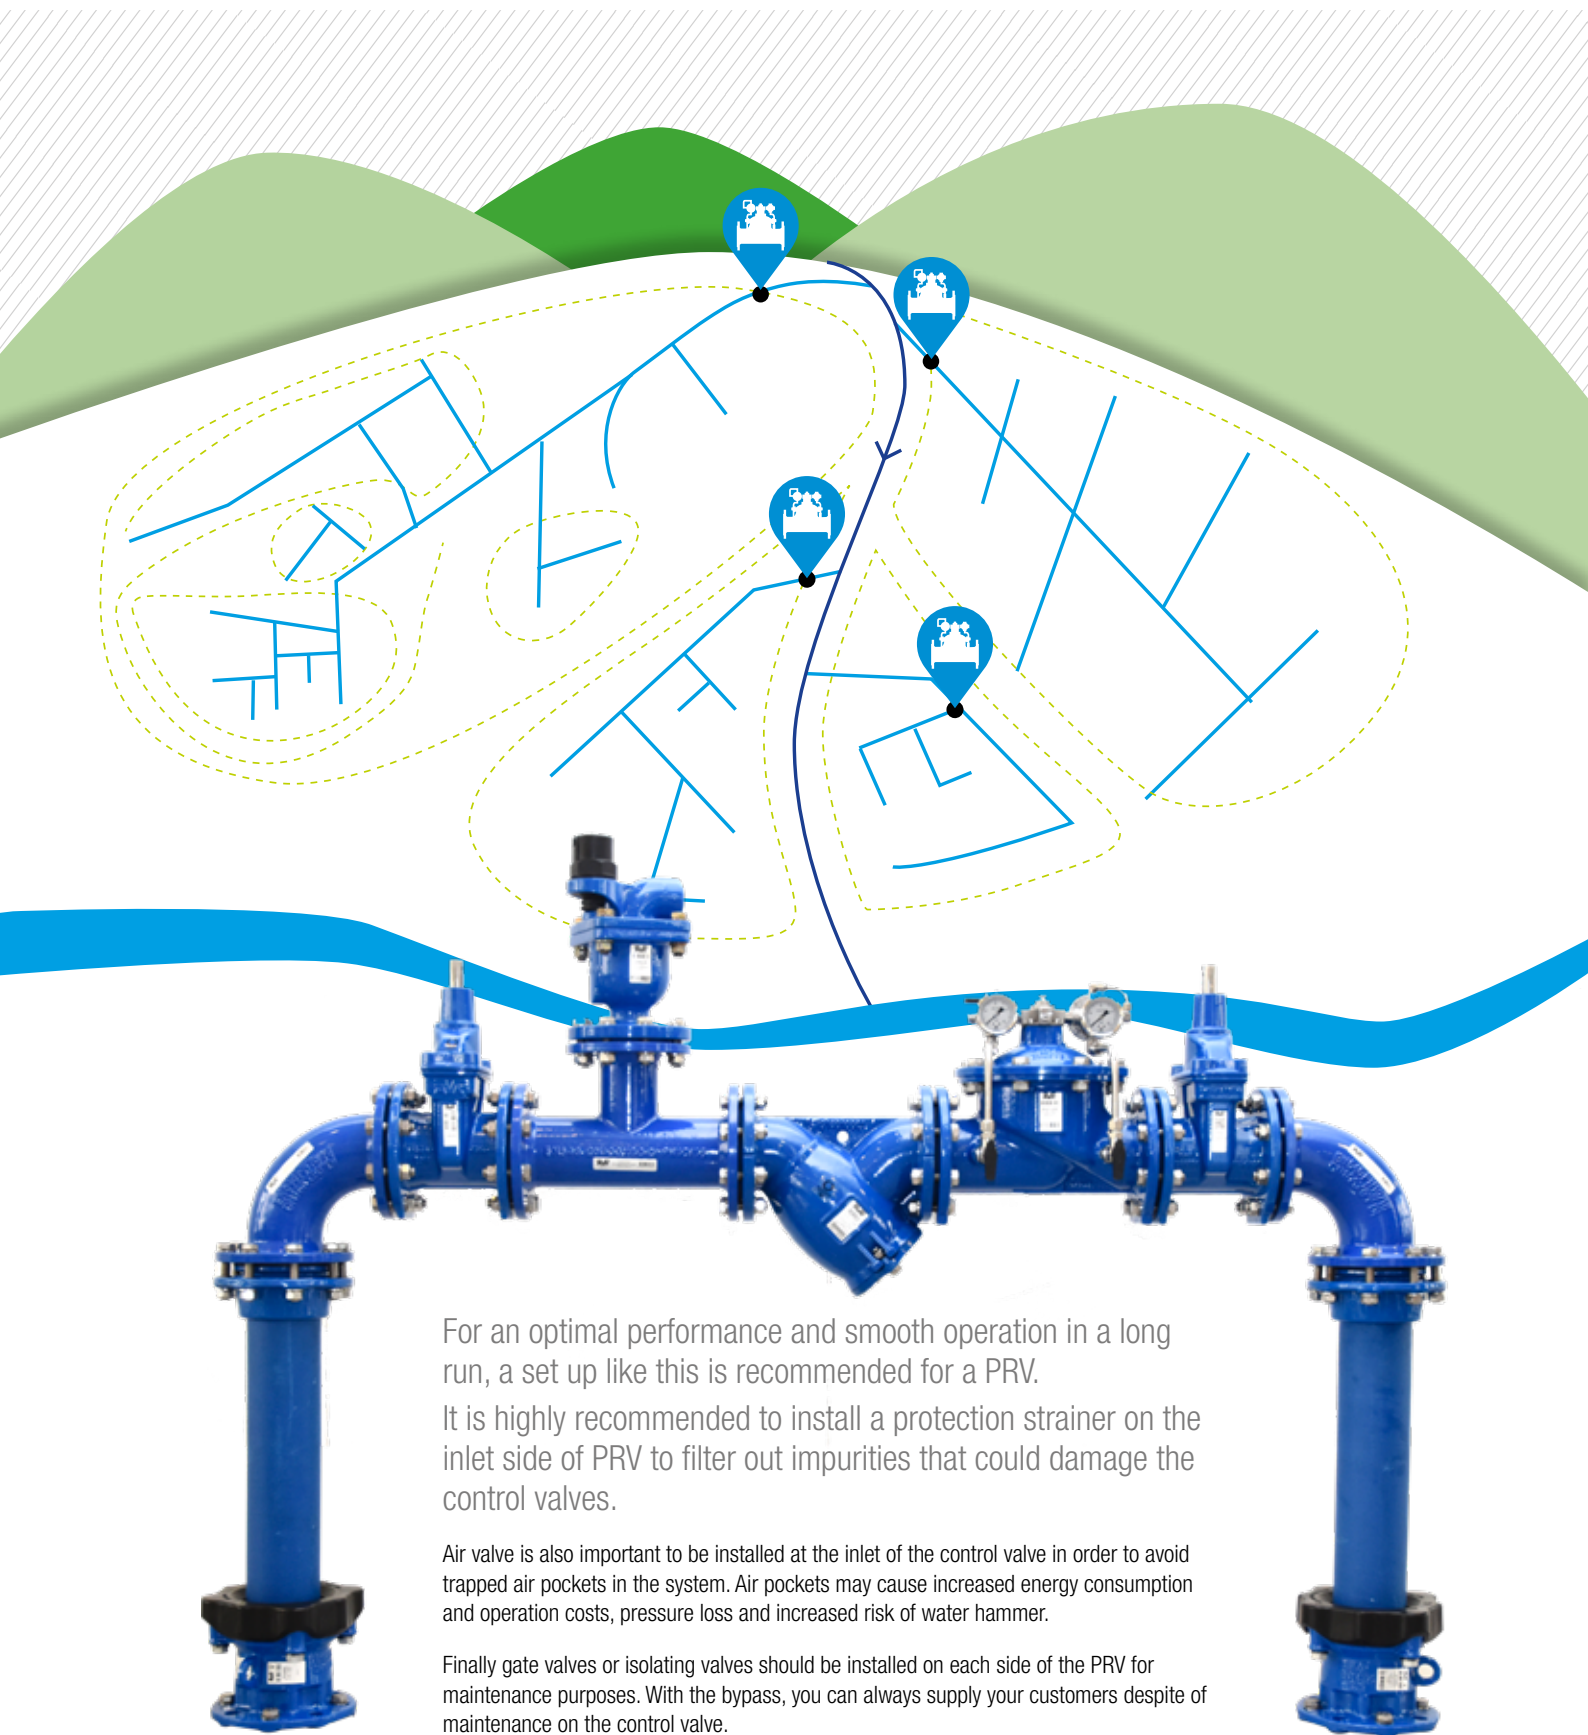 For an optimal performance and smooth operation in a long
run, a set up like this is recommended for a PRV.
It is highly recommended to install a protection strainer on the
inlet side of PRV to filter out impurities that could damage the
control valves.
Air valve is also important to be installed at the inlet of the control valve in order to avoid
trapped air pockets in the system. Air pockets may cause increased energy consumption
and operation costs, pressure loss and increased risk of water hammer.
Finally gate valves or isolating valves should be installed on each side of the PRV for
maintenance purposes. With the bypass, you can always supply your customers despite of
maintenance on the control valve.